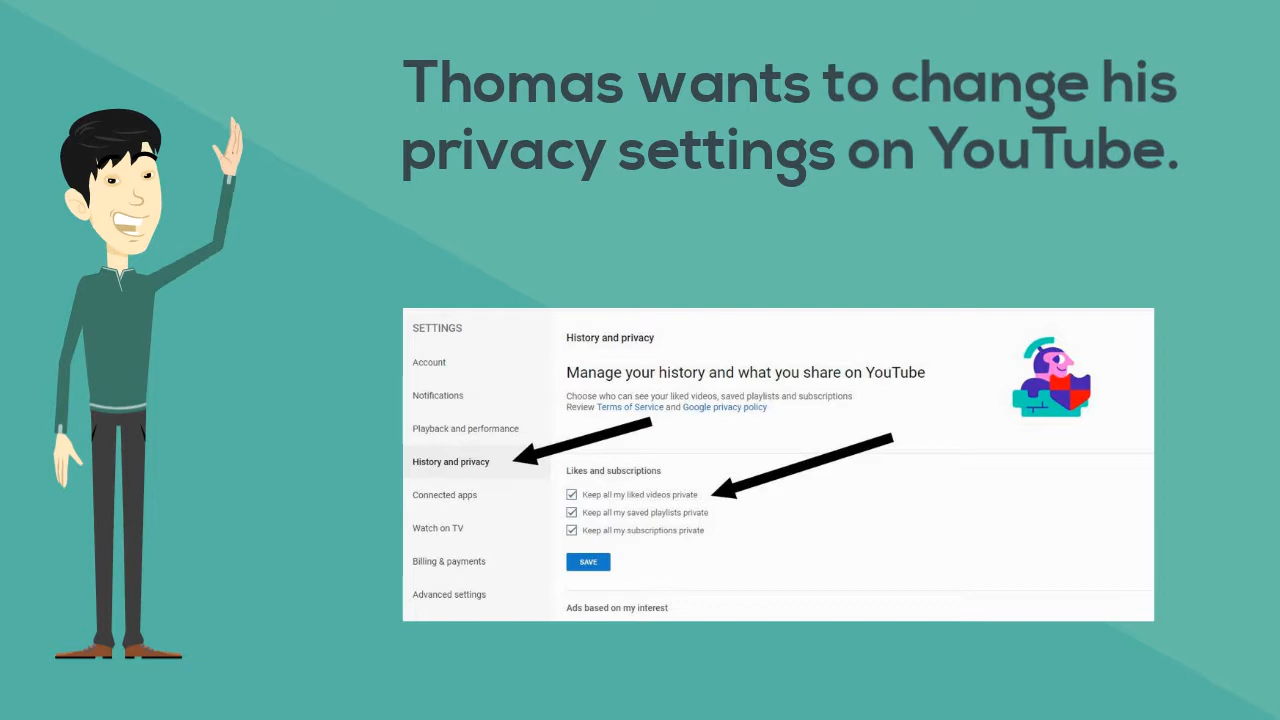 Thomas wants to change his
privacy settings on YouTube.
SETTINGS
Account
Notifications
Playback and performance
History and privacy
Connected apps
Watch on TV
Billing & payments
Advanced settings
History and privacy
Manage your history and what you share on YouTube
Choose who can see your liked videos, saved playlists and subscriptions
Review Terms of Service and Google privacy policy
Likes and subscriptions
Keep all my liked videos private
Keep all my saved playlists private
Keep all my subscriptions private
SAVE
Ads based on my interest